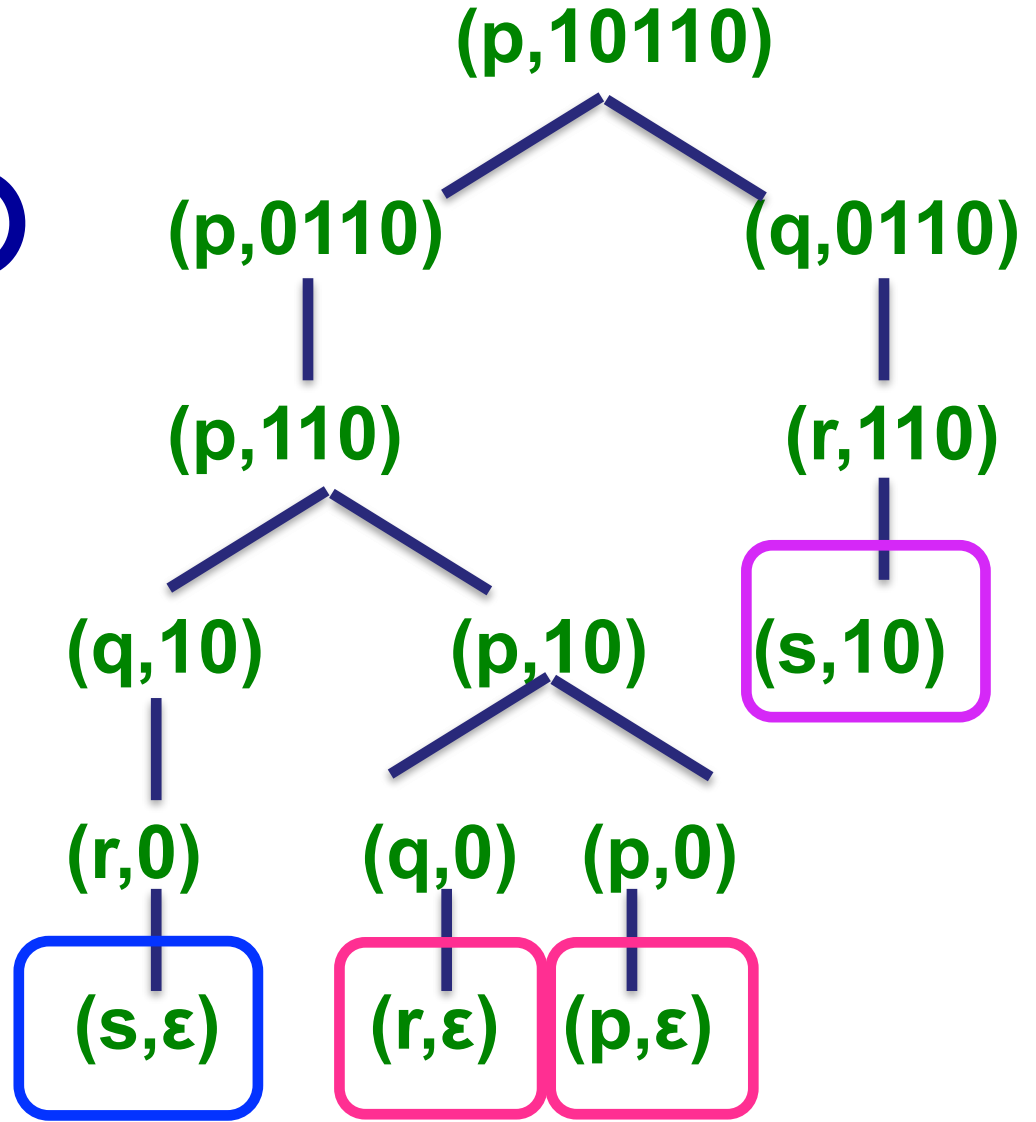 (p,10110)
(p,0110) (q,0110)
(p,110) (r,110)
(q,10) (p,10) (s,10)
(r,0) (q,0) (p,0)
(s,ε) (r,ε) (p,ε)